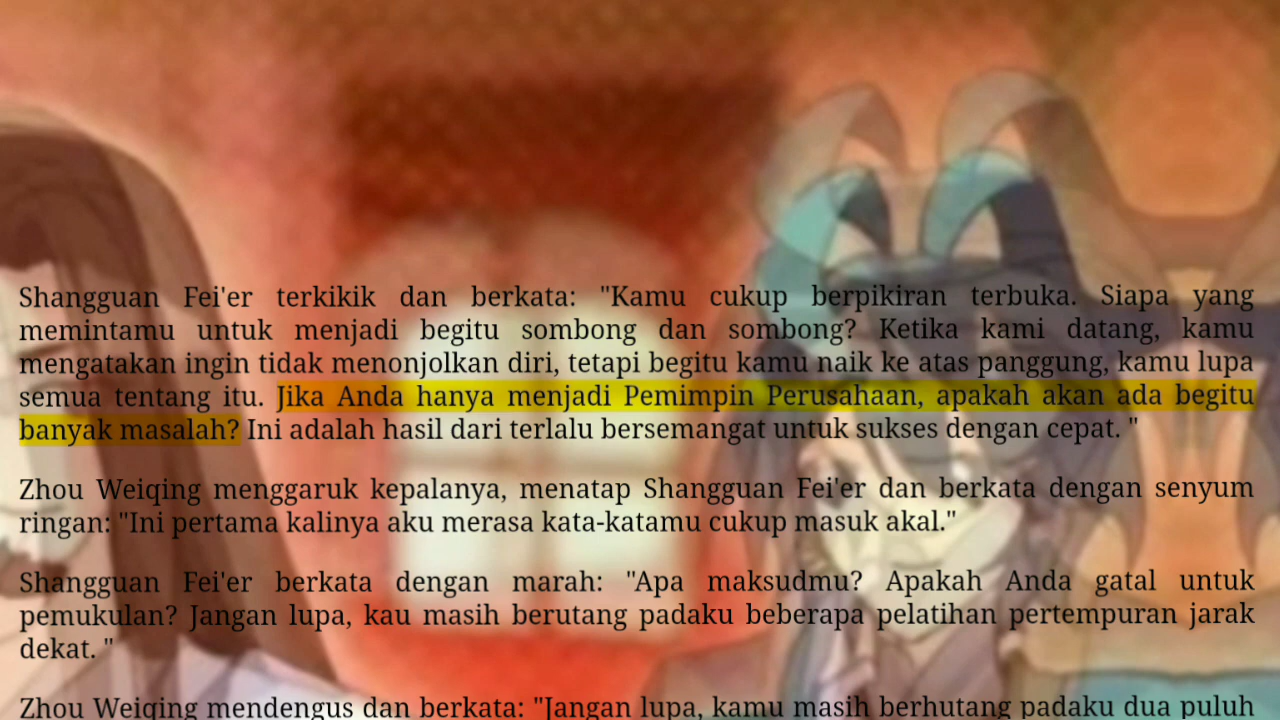 Shangguan Fei'er terkikik dan berkata: "Kamu cukup berpikiran terbuka. Siapa yang
memintamu untuk menjadi begitu sombong dan sombong? Ketika kami datang, kamu
mengatakan ingin tidak menonjolkan diri, tetapi begitu kamu naik ke atas panggung, kamu lupa
semua tentang itu. Jika Anda hanya menjadi Pemimpin Perusahaan, apakah akan ada begitu
banyak masalah? Ini adalah hasil dari terlalu bersemangat untuk sukses dengan cepat. "
Zhou Weiqing menggaruk kepalanya, menatap Shangguan Fei'er dan berkata dengan senyum
ringan: "Ini pertama kalinya aku merasa kata-katamu cukup masuk akal."
Shangguan Fei'er berkata dengan marah: "Apa maksudmu? Apakah Anda gatal untuk
pemukulan? Jangan lupa, kau masih berutang padaku beberapa pelatihan pertempuran jarak
dekat. "
Zhou Weiqing mendengus dan berkata: "Jangan lupa, kamu masih berhutang padaku dua puluh